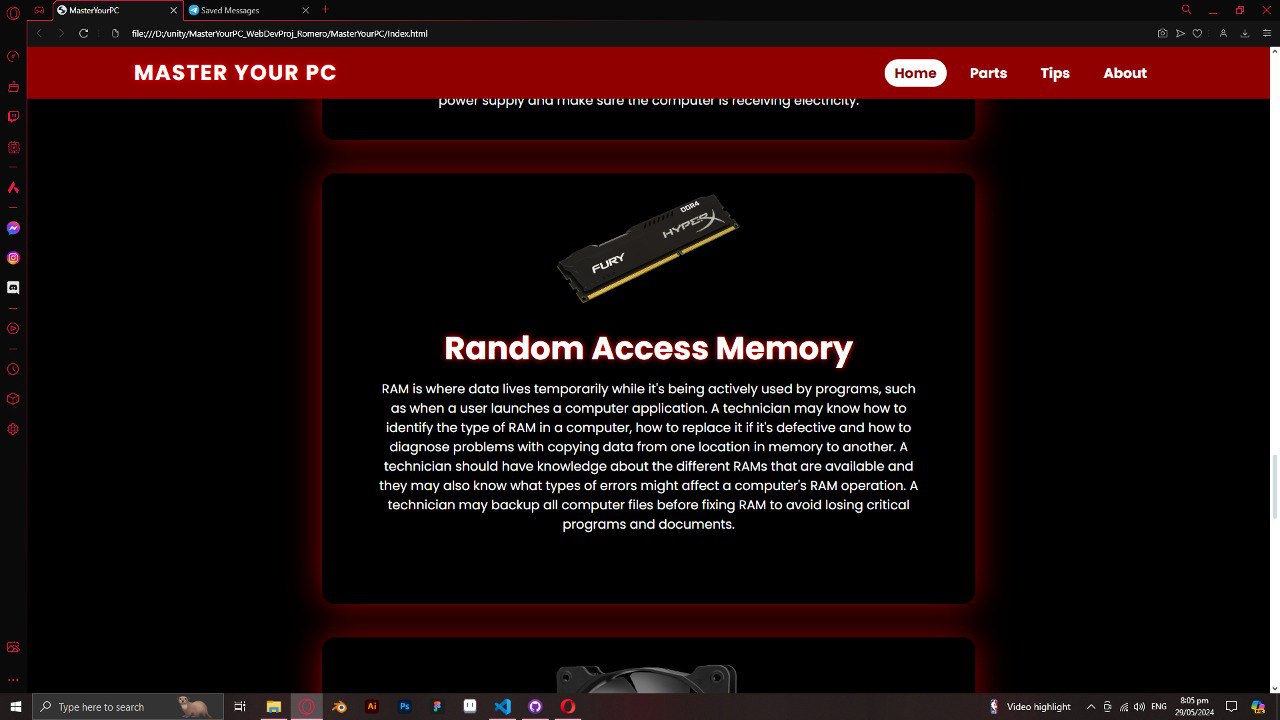 MasterYourPC
Saved Messages
file:///D:/unity/MasterYourPC_WebDevProj_Romero/MasterYourPC/Index.html
MASTER YOUR PC
Home
Parts
Tips
About
power supply and make sure the computer is receiving electricity.
DDR4
HYPERX
FURY
Random Access Memory
RAM is where data lives temporarily while it's being actively used by programs, such
as when a user launches a computer application. A technician may know how to
identify the type of RAM in a computer, how to replace it if it's defective and how to
diagnose problems with copying data from one location in memory to another. A
technician should have knowledge about the different RAMs that are available and
they may also know what types of errors might affect a computer's RAM operation. A
technician may backup all computer files before fixing RAM to avoid losing critical
programs and documents.
Type here to search
Ai
Ps
Video highlight
ENG
8:05 pm
29/05/2024